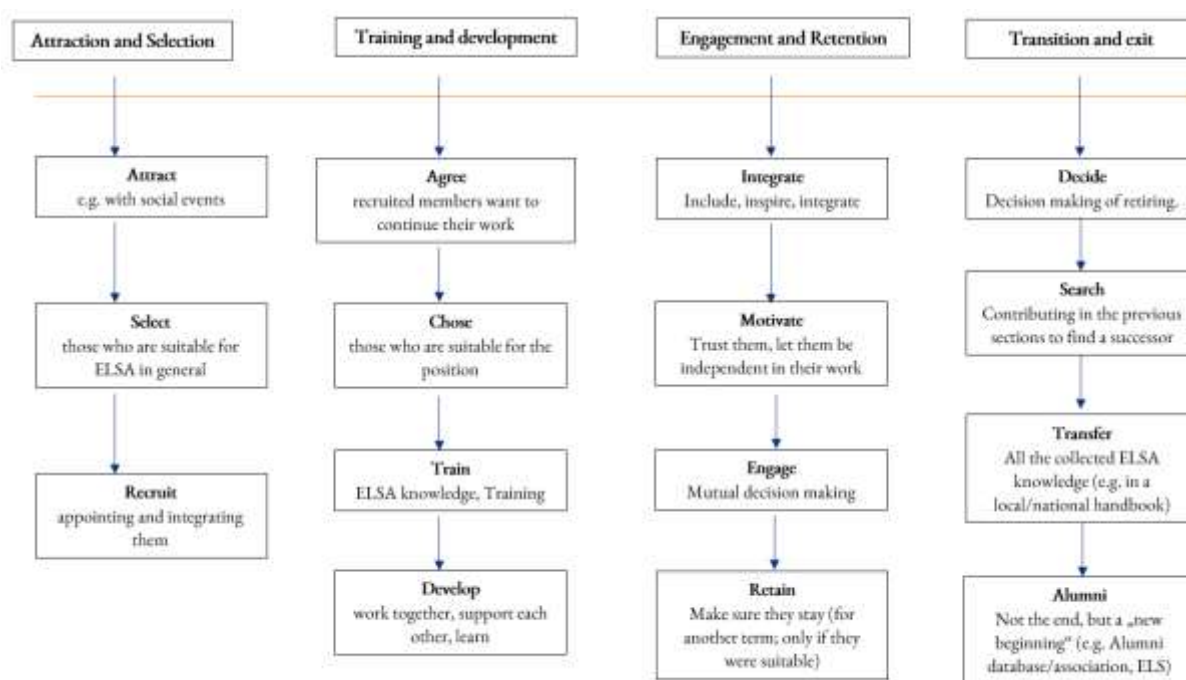 Attraction and Selection
Attract
e.g. with social events
Select
those who are suitable for
ELSA in general
Recruit
appointing and integrating
them
Training and development
Agree
recruited members want to
continue their work
Chose
those who are suitable for the
position
Train
ELSA knowledge, Training
Develop
work together, support each
other, learn
Engagement and Retention
Integrate
Include, inspire, integrate
Motivate
Trust them, let them be
independent in their work
Engage
Mutual decision making
Retain
Make sure they stay (for
another term; only if they
were suitable)
Transition and exit
Decide
Decision making of retiring.
Search
Contributing in the previous
sections to find a successor
Transfer
All the collected ELSA
knowledge (e.g. in a
local/national handbook)
Alumni
Not the end, but a „new
beginning“ (e.g. Alumni
database/association, ELS)